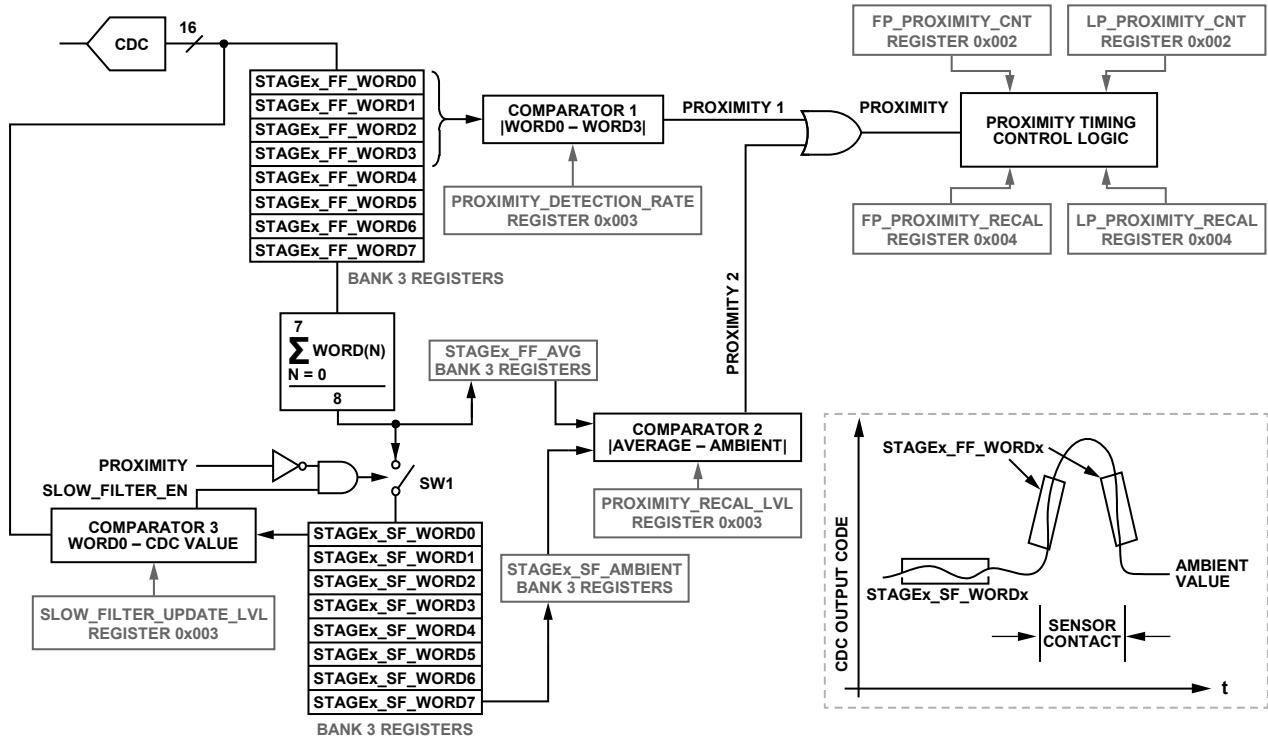 CDC
16
STAGEx_FF_WORD0
STAGEx_FF_WORD1
STAGEx_FF_WORD2
STAGEx_FF_WORD3
STAGEx_FF_WORD4
STAGEx_FF_WORD5
STAGEx_FF_WORD6
STAGEx_FF_WORD7
BANK 3 REGISTERS
COMPARATOR 1
|WORD0 – WORD3|
PROXIMITY_DETECTION_RATE
REGISTER 0x003
PROXIMITY 1
PROXIMITY
FP_PROXIMITY_CNT
REGISTER 0x002
LP_PROXIMITY_CNT
REGISTER 0x002
PROXIMITY TIMING
CONTROL LOGIC
FP_PROXIMITY_RECAL
REGISTER 0x004
LP_PROXIMITY_RECAL
REGISTER 0x004
PROXIMITY 2
7
Σ WORD(N)
N = 0
8
STAGEx_FF_AVG
BANK 3 REGISTERS
COMPARATOR 2
|AVERAGE – AMBIENT|
PROXIMITY_RECAL_LVL
REGISTER 0x003
PROXIMITY
SLOW_FILTER_EN
SW1
COMPARATOR 3
WORD0 – CDC VALUE
SLOW_FILTER_UPDATE_LVL
REGISTER 0x003
STAGEx_SF_WORD0
STAGEx_SF_WORD1
STAGEx_SF_WORD2
STAGEx_SF_WORD3
STAGEx_SF_WORD4
STAGEx_SF_WORD5
STAGEx_SF_WORD6
STAGEx_SF_WORD7
BANK 3 REGISTERS
STAGEx_SF_AMBIENT
BANK 3 REGISTERS
CDC OUTPUT CODE
STAGEx_FF_WORDx
STAGEx_SF_WORDx
AMBIENT
VALUE
SENSOR
CONTACT
t